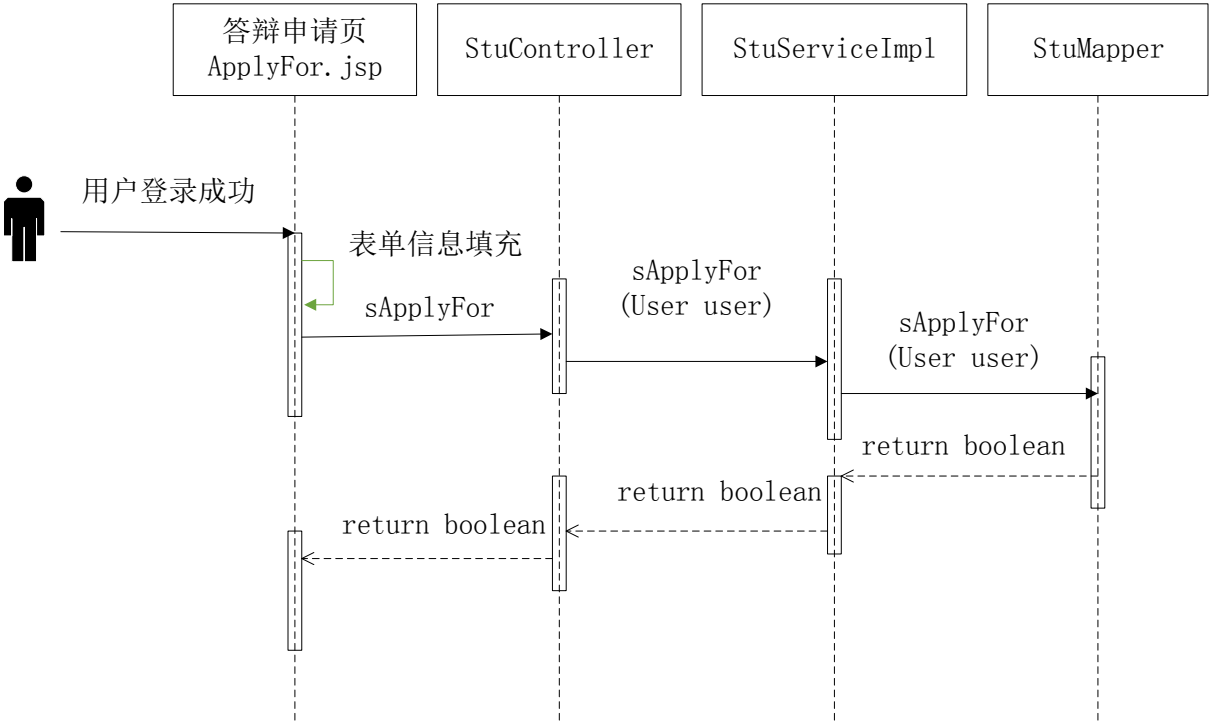 答辩申请页
ApplyFor.jsp
StuController
StuServiceImpl
StuMapper
用户登录成功
表单信息填充
sApplyFor
sApplyFor
(User user)
sApplyFor
(User user)
return boolean
return boolean
return boolean